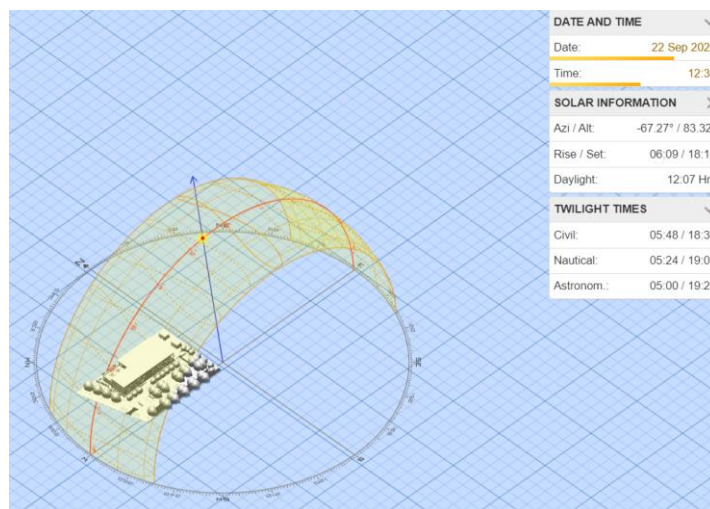 DATE AND TIME
Date: 22 Sep 202
Time: 12:3
SOLAR INFORMATION
Azi / Alt: -67.27° / 83.32
Rise / Set: 06:09 / 18:1
Daylight: 12:07 Hr
TWILIGHT TIMES
Civil: 05:48 / 18:3
Nautical: 05:24 / 19:0
Astronom.: 05:00 / 19:2